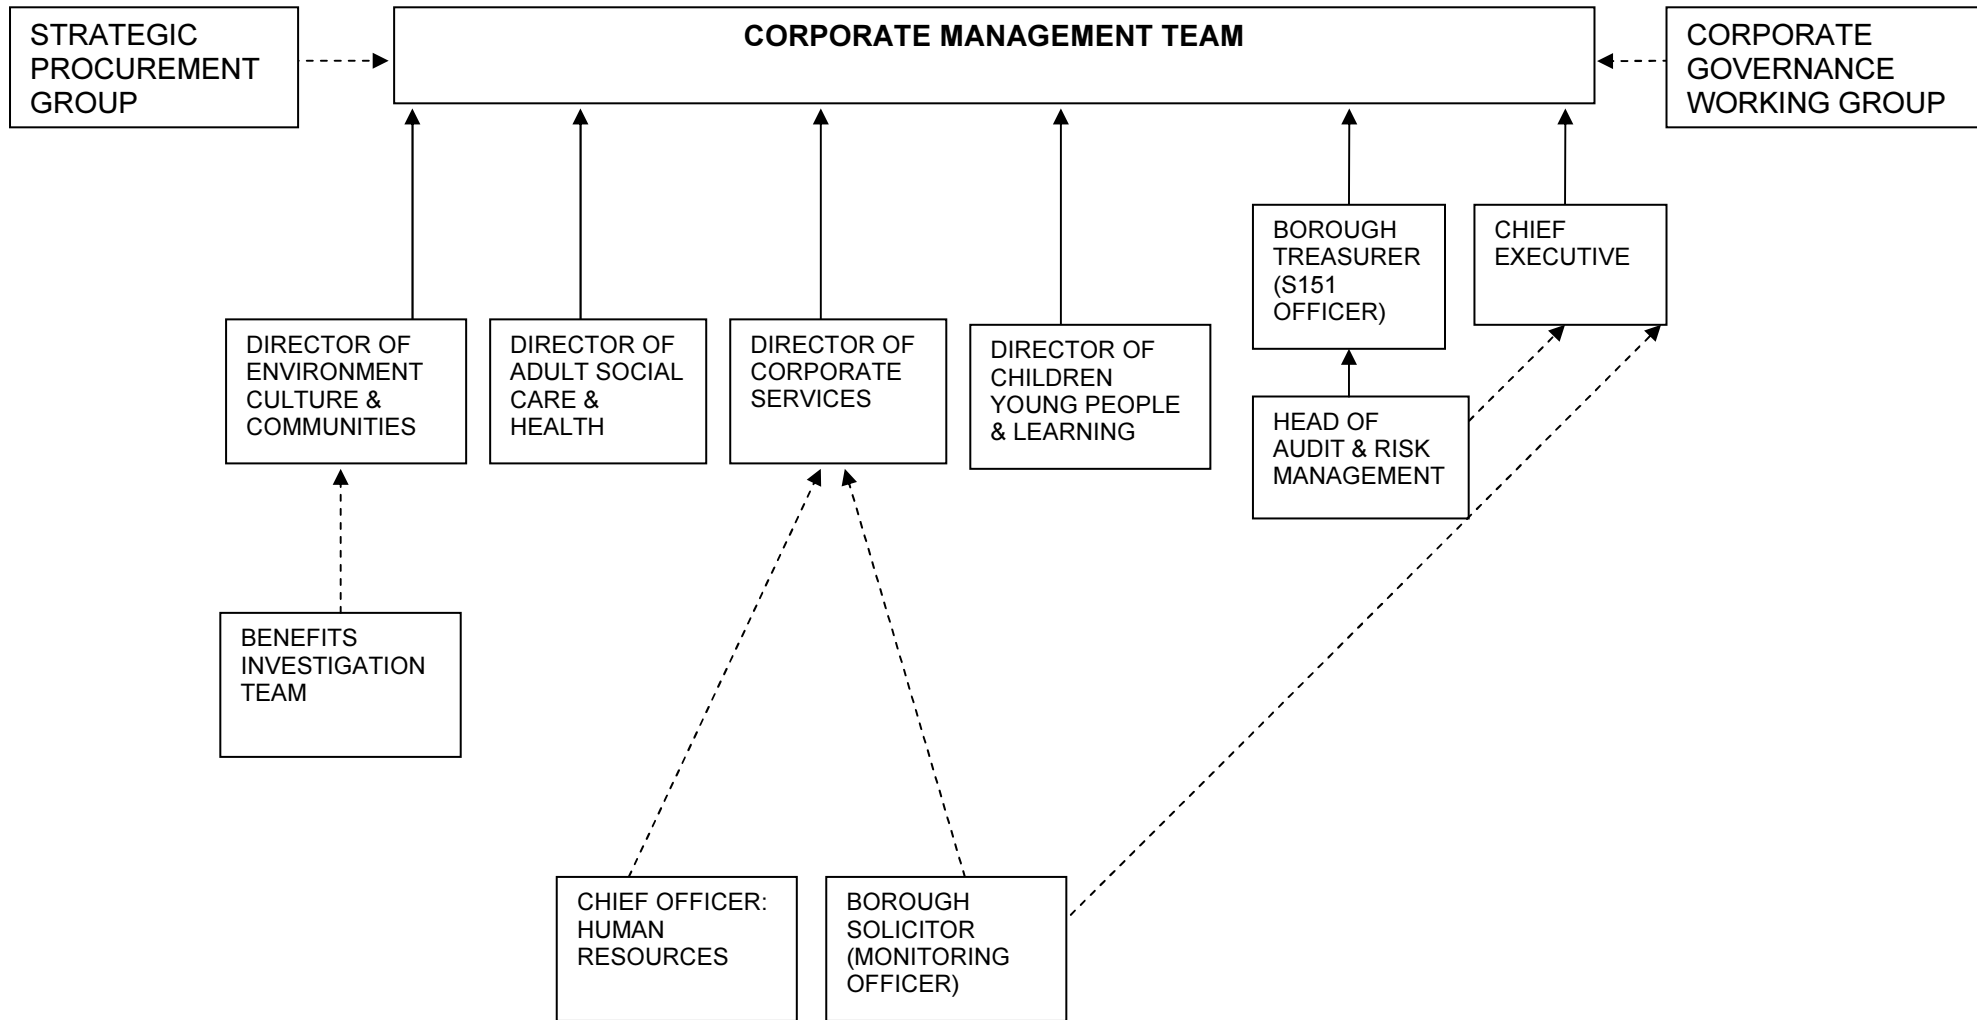 STRATEGIC
PROCUREMENT
GROUP
CORPORATE MANAGEMENT TEAM
CORPORATE
GOVERNANCE
WORKING GROUP
BOROUGH
TREASURER
(S151
OFFICER)
CHIEF
EXECUTIVE
DIRECTOR OF
ENVIRONMENT
CULTURE &
COMMUNITIES
DIRECTOR OF
ADULT SOCIAL
CARE &
HEALTH
DIRECTOR OF
CORPORATE
SERVICES
DIRECTOR OF
CHILDREN
YOUNG PEOPLE
& LEARNING
HEAD OF
AUDIT & RISK
MANAGEMENT
BENEFITS
INVESTIGATION
TEAM
CHIEF OFFICER:
HUMAN
RESOURCES
BOROUGH
SOLICITOR
(MONITORING
OFFICER)